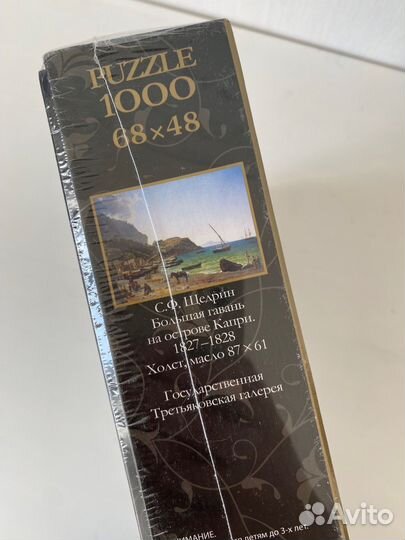 PUZZLE
1000
68×48
С.Ф. Щедрин
Большая гавань
на острове Капри.
1827–1828
Холст, масло 87×61
Государственная
Третьяковская галерея
детям до 3-х лет.
Avito